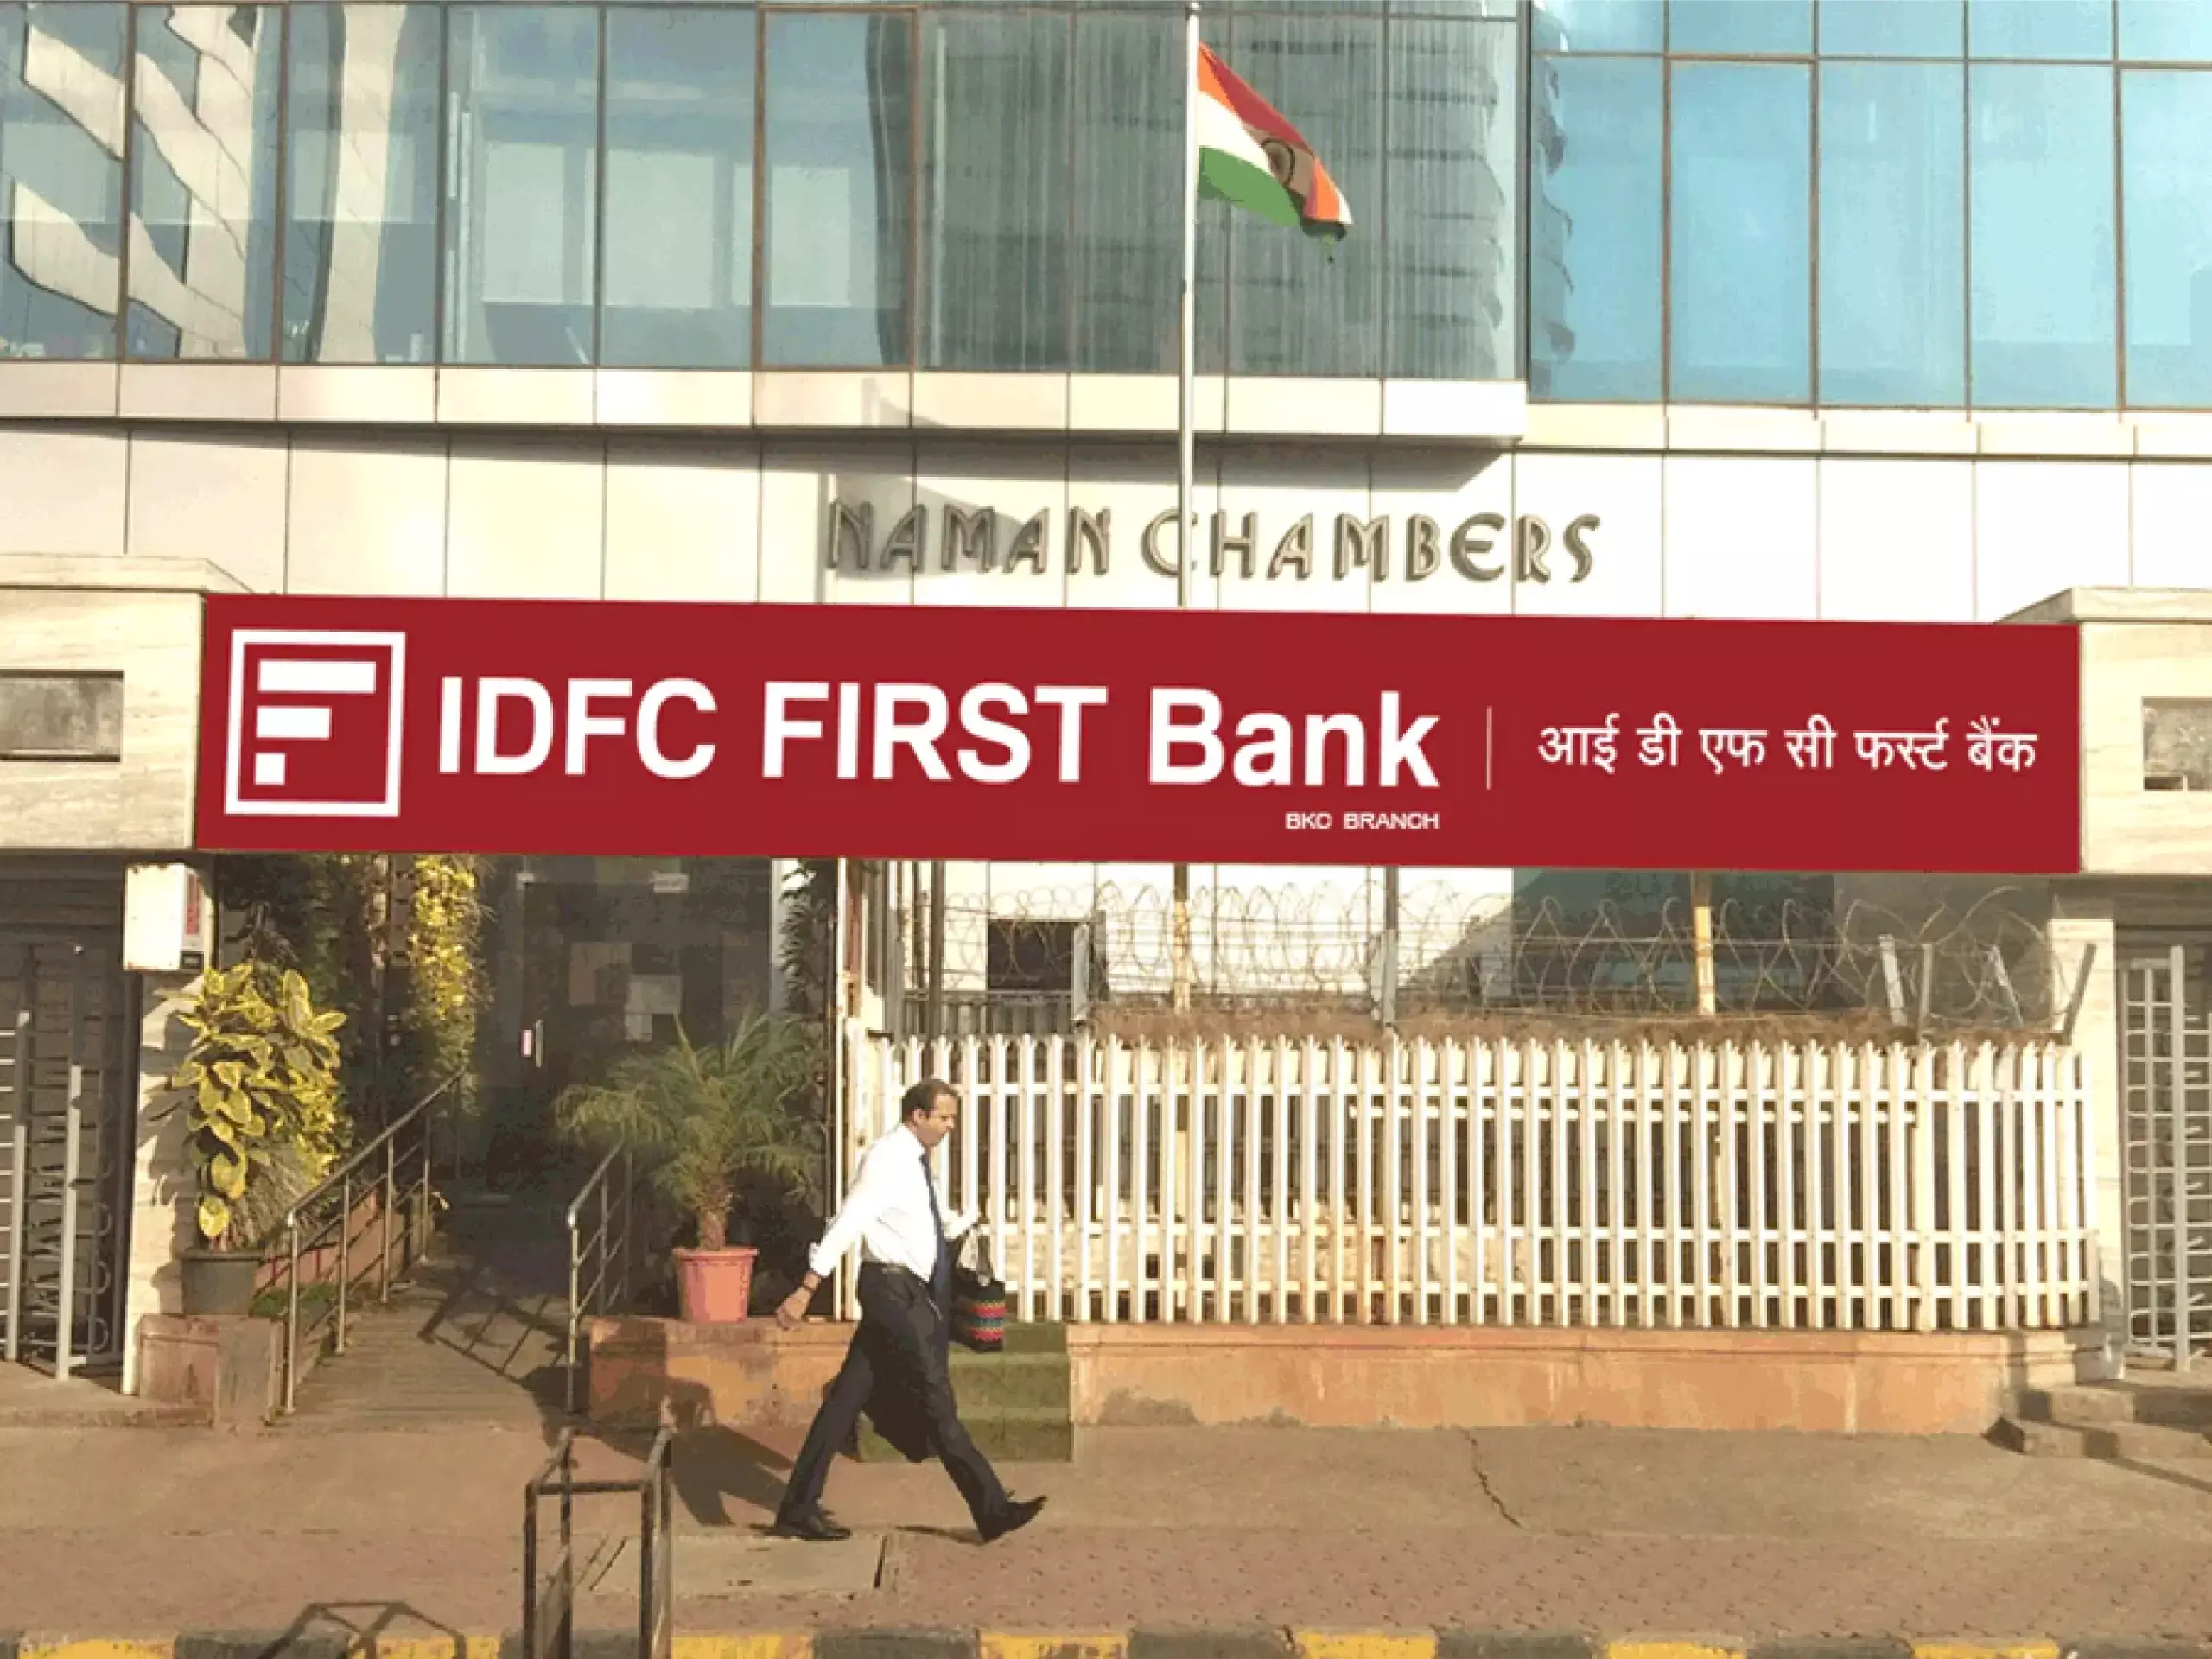 NAMAN CHAMBERS
IDFC FIRST Bank | आई डी एफ सी फर्स्ट बैंक
BKC BRANCH